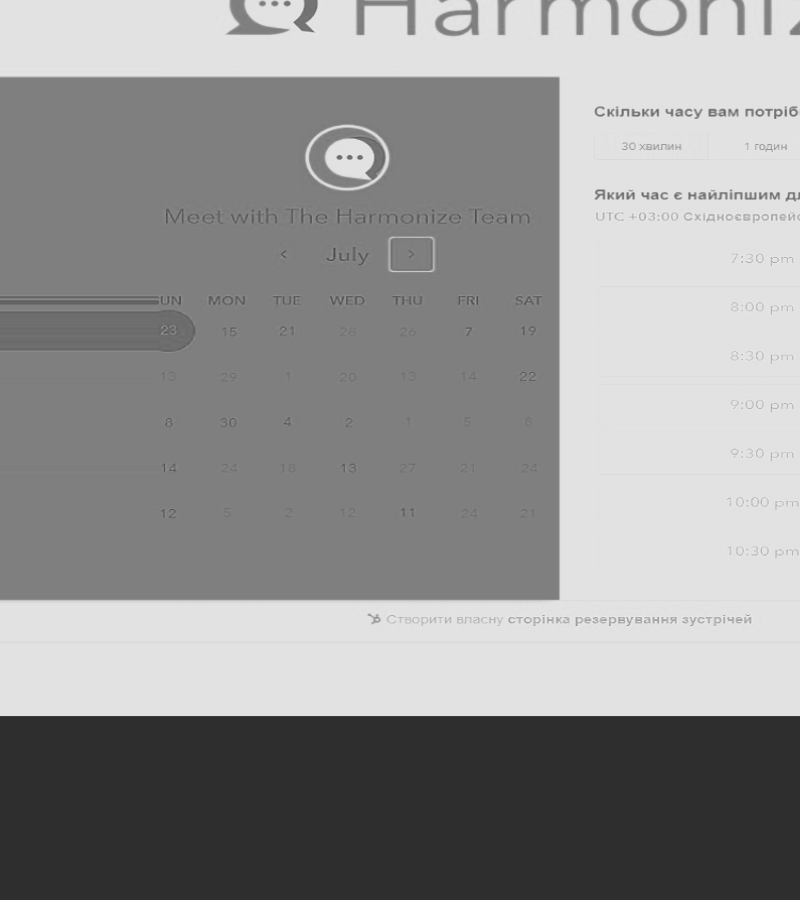 Harmoniz
Meet with The Harmonize Team
July
UN MON TUE WED THU FRI SAT
23 15 21 28 26 7 19
13 29 1 20 13 14 22
8 30 4 2 1 5 6
14 24 18 13 27 21 24
12 5 2 12 11 24 21
Скільки часу вам потріб
30 хвилин 1 годин
Який час є найліпшим д
UTC +03:00 Східноєвропей
7:30 pm
8:00 pm
8:30 pm
9:00 pm
9:30 pm
10:00 pm
10:30 pm
Створити власну сторінка резервування зустрічей